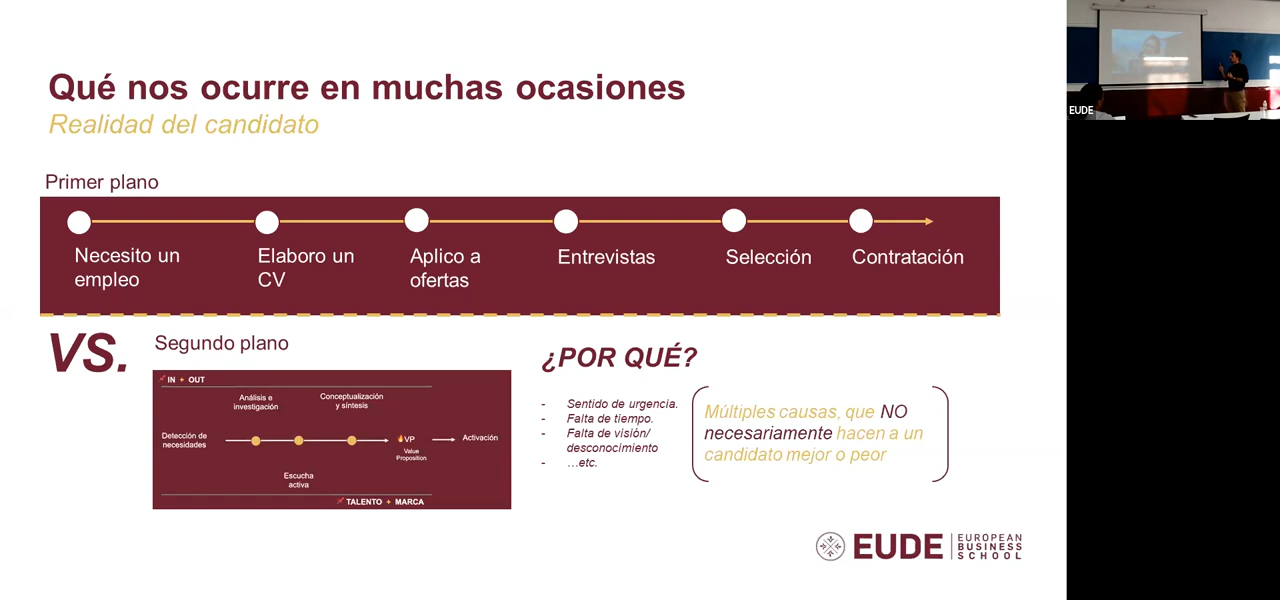 Qué nos ocurre en muchas ocasiones
Realidad del candidato
EUDE
Primer plano
Necesito un
empleo
Elaboro un
CV
Aplico a
ofertas
Entrevistas
Selección
Contratación
VS.
Segundo plano
IN + OUT
Análisis e
investigación
Conceptualización
y síntesis
Detección de
necesidades
VP
Value
Proposition
Activación
Escucha
activa
TALENTO + MARCA
¿POR QUÉ?
- Sentido de urgencia.
- Falta de tiempo.
- Falta de visión/
desconocimiento
- …etc.
Múltiples causas, que NO
necesariamente hacen a un
candidato mejor o peor
EUDE
EUROPEAN
BUSINESS
SCHOOL